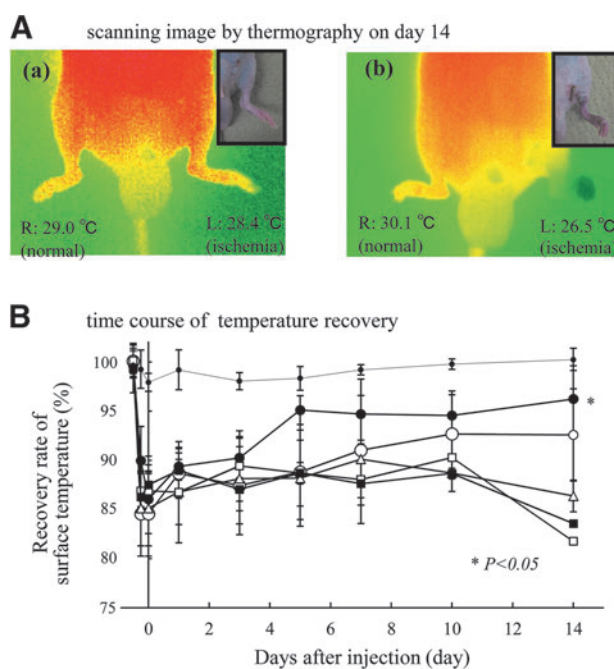 A
scanning image by thermography on day 14
(a)
(b)
R: 29.0 ℃
(normal)
L: 28.4 ℃
(ischemia)
R: 30.1 ℃
(normal)
L: 26.5 ℃
(ischemia
B
time course of temperature recovery
Recovery rate of
surface temperature (%)
100
95
90
85
80
75
*
* P<0.05
0 2 4 6 8 10 12 14
Days after injection (day)